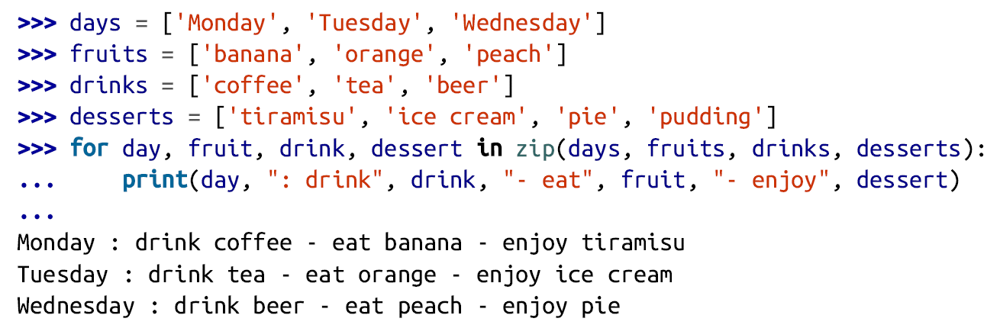 >>> days = ['Monday', 'Tuesday', 'Wednesday']
>>> fruits = ['banana', 'orange', 'peach']
>>> drinks = ['coffee', 'tea', 'beer']
>>> desserts = ['tiramisu', 'ice cream', 'pie', 'pudding']
>>> for day, fruit, drink, dessert in zip(days, fruits, drinks, desserts):
...     print(day, ": drink", drink, "- eat", fruit, "- enjoy", dessert)
...
Monday : drink coffee - eat banana - enjoy tiramisu
Tuesday : drink tea - eat orange - enjoy ice cream
Wednesday : drink beer - eat peach - enjoy pie